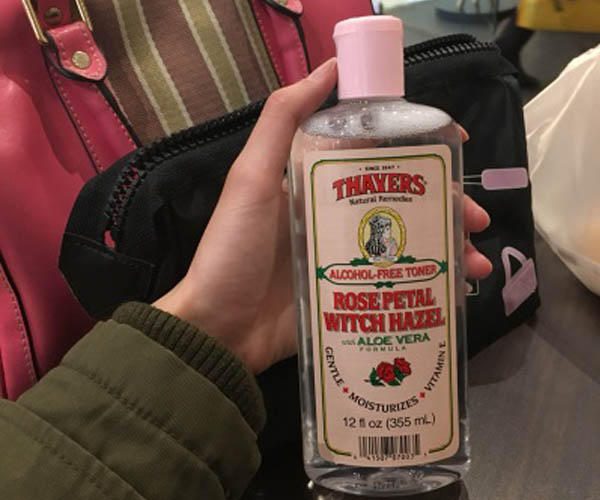 • SINCE 1847 •
THAYERS
Natural Remedies
ALCOHOL-FREE TONER
ROSE PETAL
WITCH HAZEL
with ALOE VERA
FORMULA
GENTLE • MOISTURIZES • VITAMIN E
12 fl oz (355 mL)